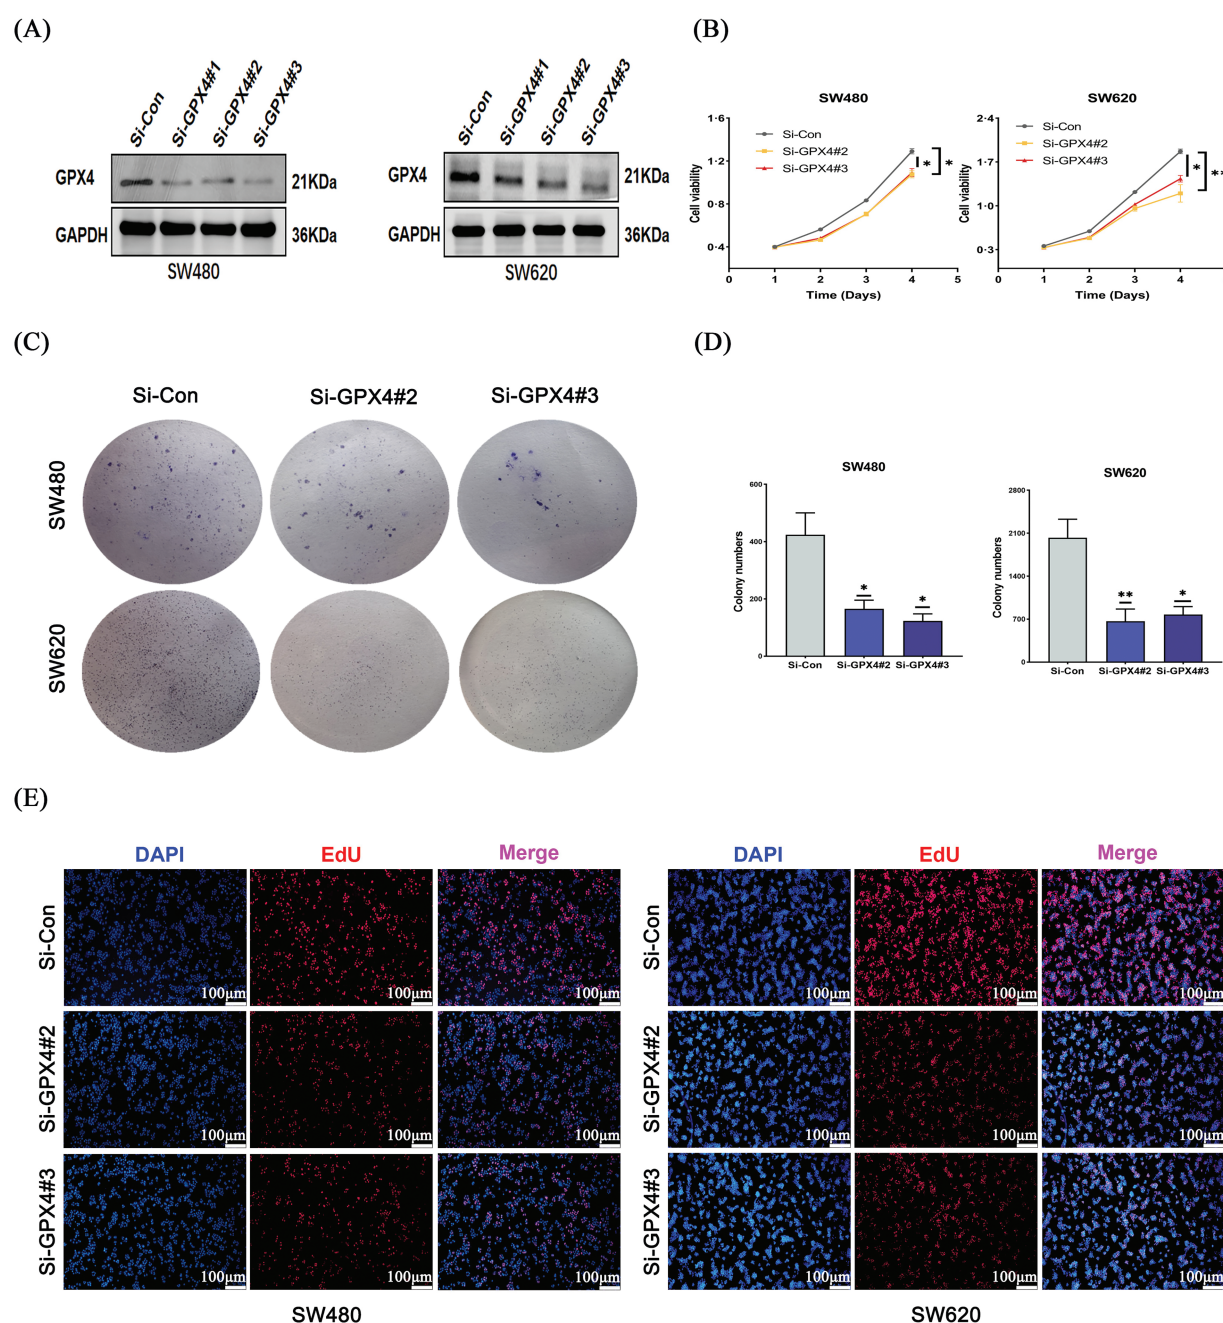 (A)
Si-Con Si-GPX4#1 Si-GPX4#2 Si-GPX4#3
GPX4 21KDa
GAPDH 36KDa
SW480
Si-Con Si-GPX4#1 Si-GPX4#2 Si-GPX4#3
GPX4 21KDa
GAPDH 36KDa
SW620
(B)
SW480
Si-Con
Si-GPX4#2
Si-GPX4#3
* *
Cell viability
1·6
1·2
0·8
0·4
0 1 2 3 4 5
Time (Days)
SW620
Si-Con
Si-GPX4#2
Si-GPX4#3
* **
Cell viability
2·4
1·7
1·0
0·3
0 1 2 3 4
Time (Days)
(C)
Si-Con Si-GPX4#2 Si-GPX4#3
SW480
SW620
(D)
SW480
Colony numbers
600
400
200
0
* *
Si-Con Si-GPX4#2 Si-GPX4#3
SW620
Colony numbers
2800
2100
1400
700
0
** *
Si-Con Si-GPX4#2 Si-GPX4#3
(E)
DAPI EdU Merge DAPI EdU Merge
Si-Con 100μm 100μm 100μm Si-Con 100μm 100μm 100μm
Si-GPX4#2 100μm 100μm 100μm Si-GPX4#2 100μm 100μm 100μm
Si-GPX4#3 100μm 100μm 100μm Si-GPX4#3 100μm 100μm 100μm
SW480 SW620